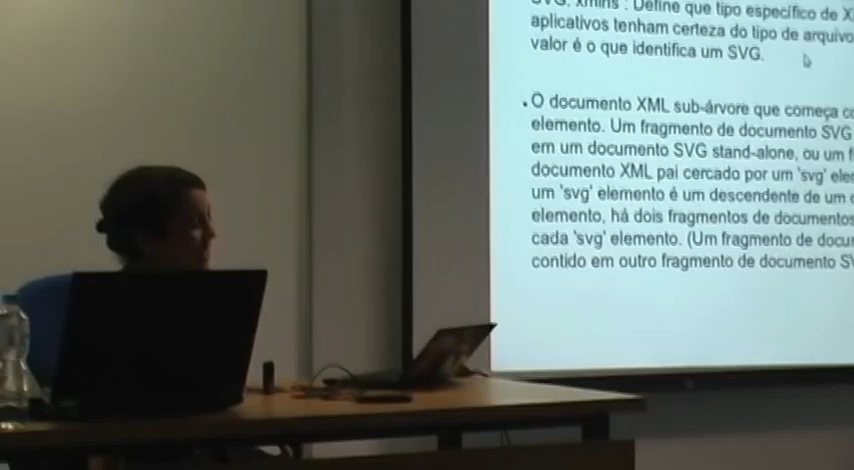 SVG. xmlns : Define que tipo específico de
aplicativos tenham certeza do tipo de arquivo
valor é o que identifica um SVG.
. O documento XML sub-árvore que começa
elemento. Um fragmento de documento SVG
em um documento SVG stand-alone, ou um
documento XML pai cercado por um 'svg'
um 'svg' elemento é um descendente de um
elemento, há dois fragmentos de documentos
cada 'svg' elemento. (Um fragmento de
contido em outro fragmento de documento